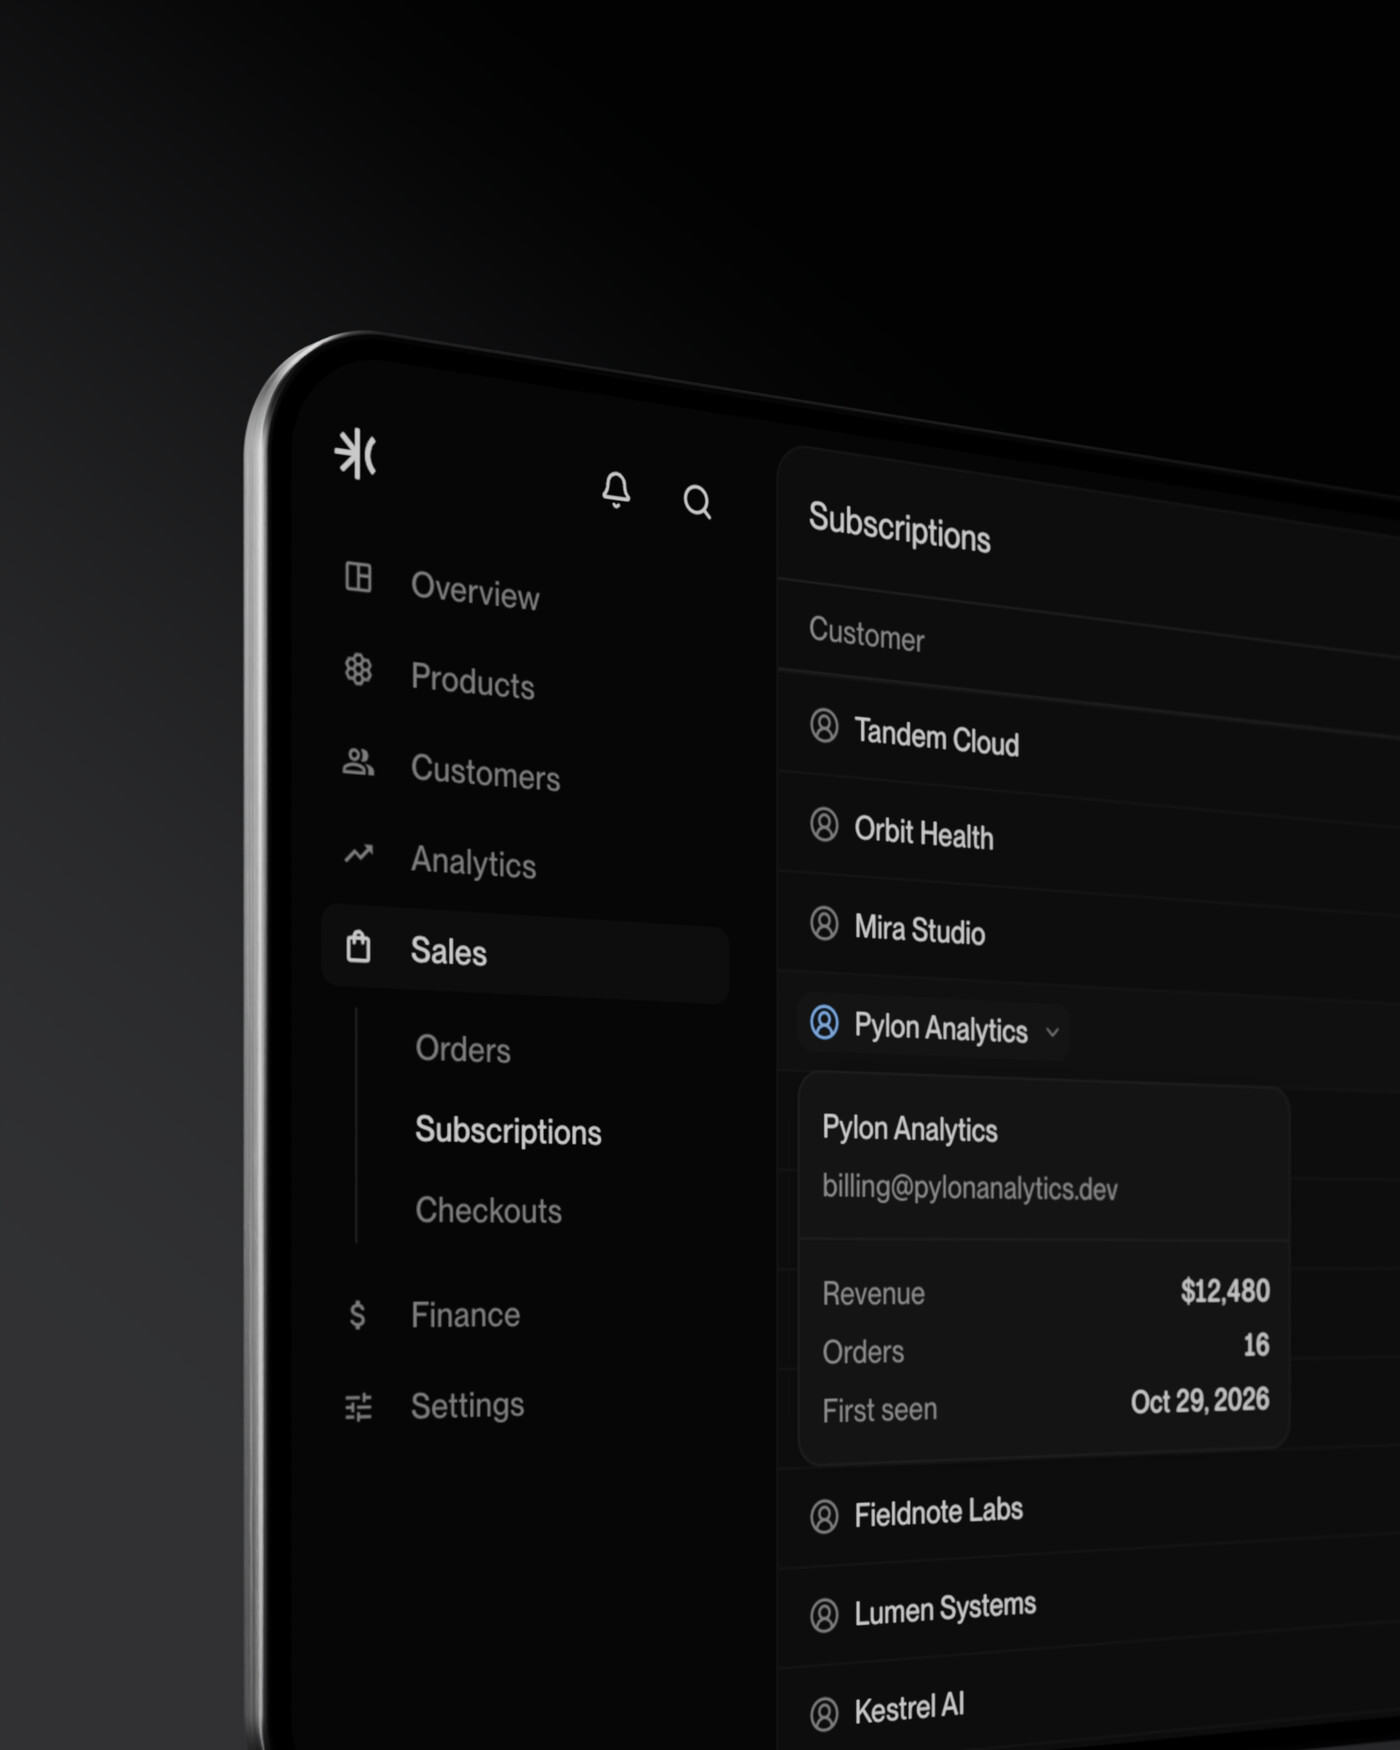 Overview
Products
Customers
Analytics
Sales
Orders
Subscriptions
Checkouts
Finance
Settings
Subscriptions
Customer
Tandem Cloud
Orbit Health
Mira Studio
Pylon Analytics
Pylon Analytics
billing@pylonanalytics.dev
Revenue $12,480
Orders 16
First seen Oct 29, 2026
Fieldnote Labs
Lumen Systems
Kestrel AI